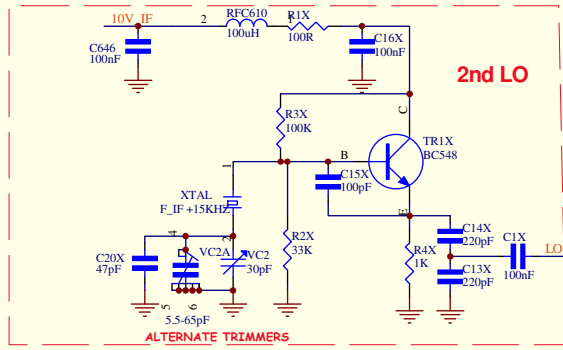 10V_IF
2
RFC610
100uH
1
R1X
100R
C646
100nF
C16X
100nF
2nd LO
R3X
100K
C
TR1X
BC548
B
C15X
100pF
1
XTAL
F_IF +15KHZ
E
4
2
C20X
47pF
VC2A
VC2
30pF
R2X
33K
R4X
1K
C14X
220pF
C1X
100nF
LO
C13X
220pF
5
6
5.5-65pF
ALTERNATE TRIMMERS